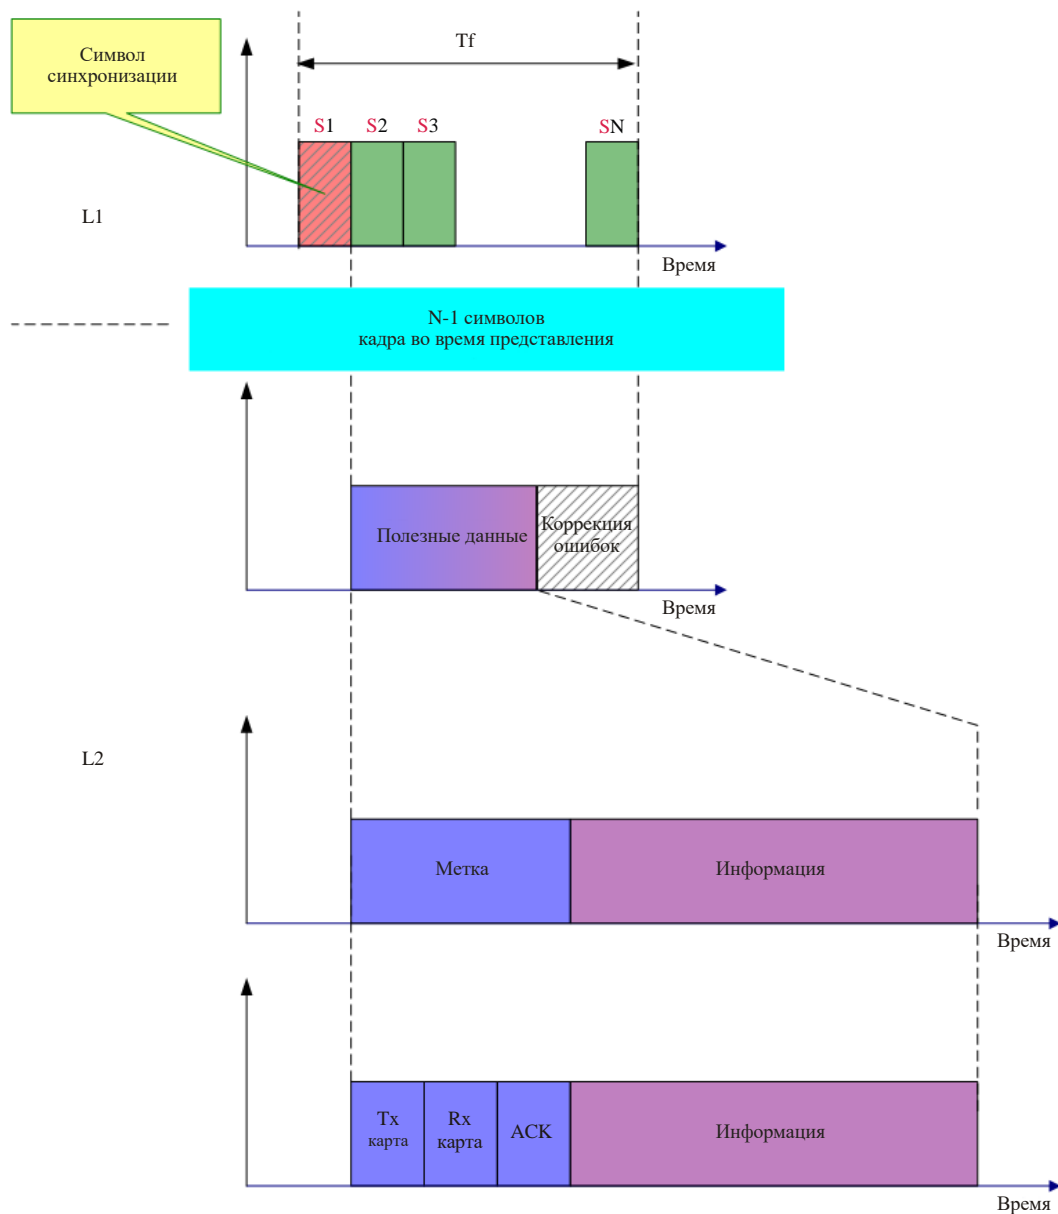 Символ
синхронизации
Tf
S1
S2
S3
SN
L1
Время
N-1 символов
кадра во время представления
Полезные данные
Коррекция
ошибок
Время
L2
Метка
Информация
Время
Tx
карта
Rx
карта
ACK
Информация
Время